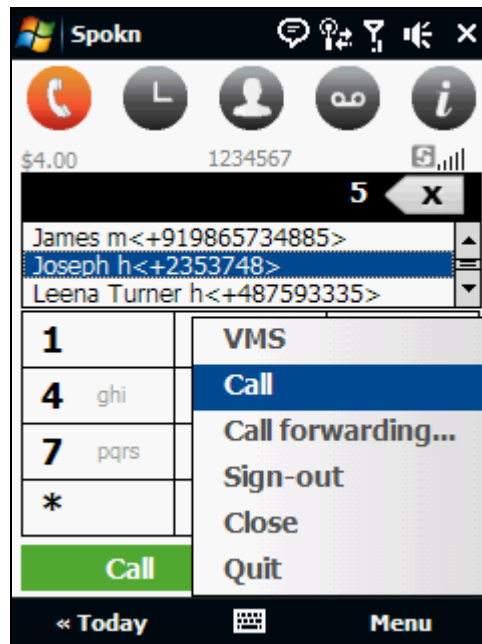 Spokn
$4.00 1234567
5 X
James m<+919865734885>
Joseph h<+2353748>
Leena Turner h<+487593335>
1 VMS
4 ghi Call
Call forwarding...
7 pqrs
Sign-out
* Close
Call Quit
« Today Menu